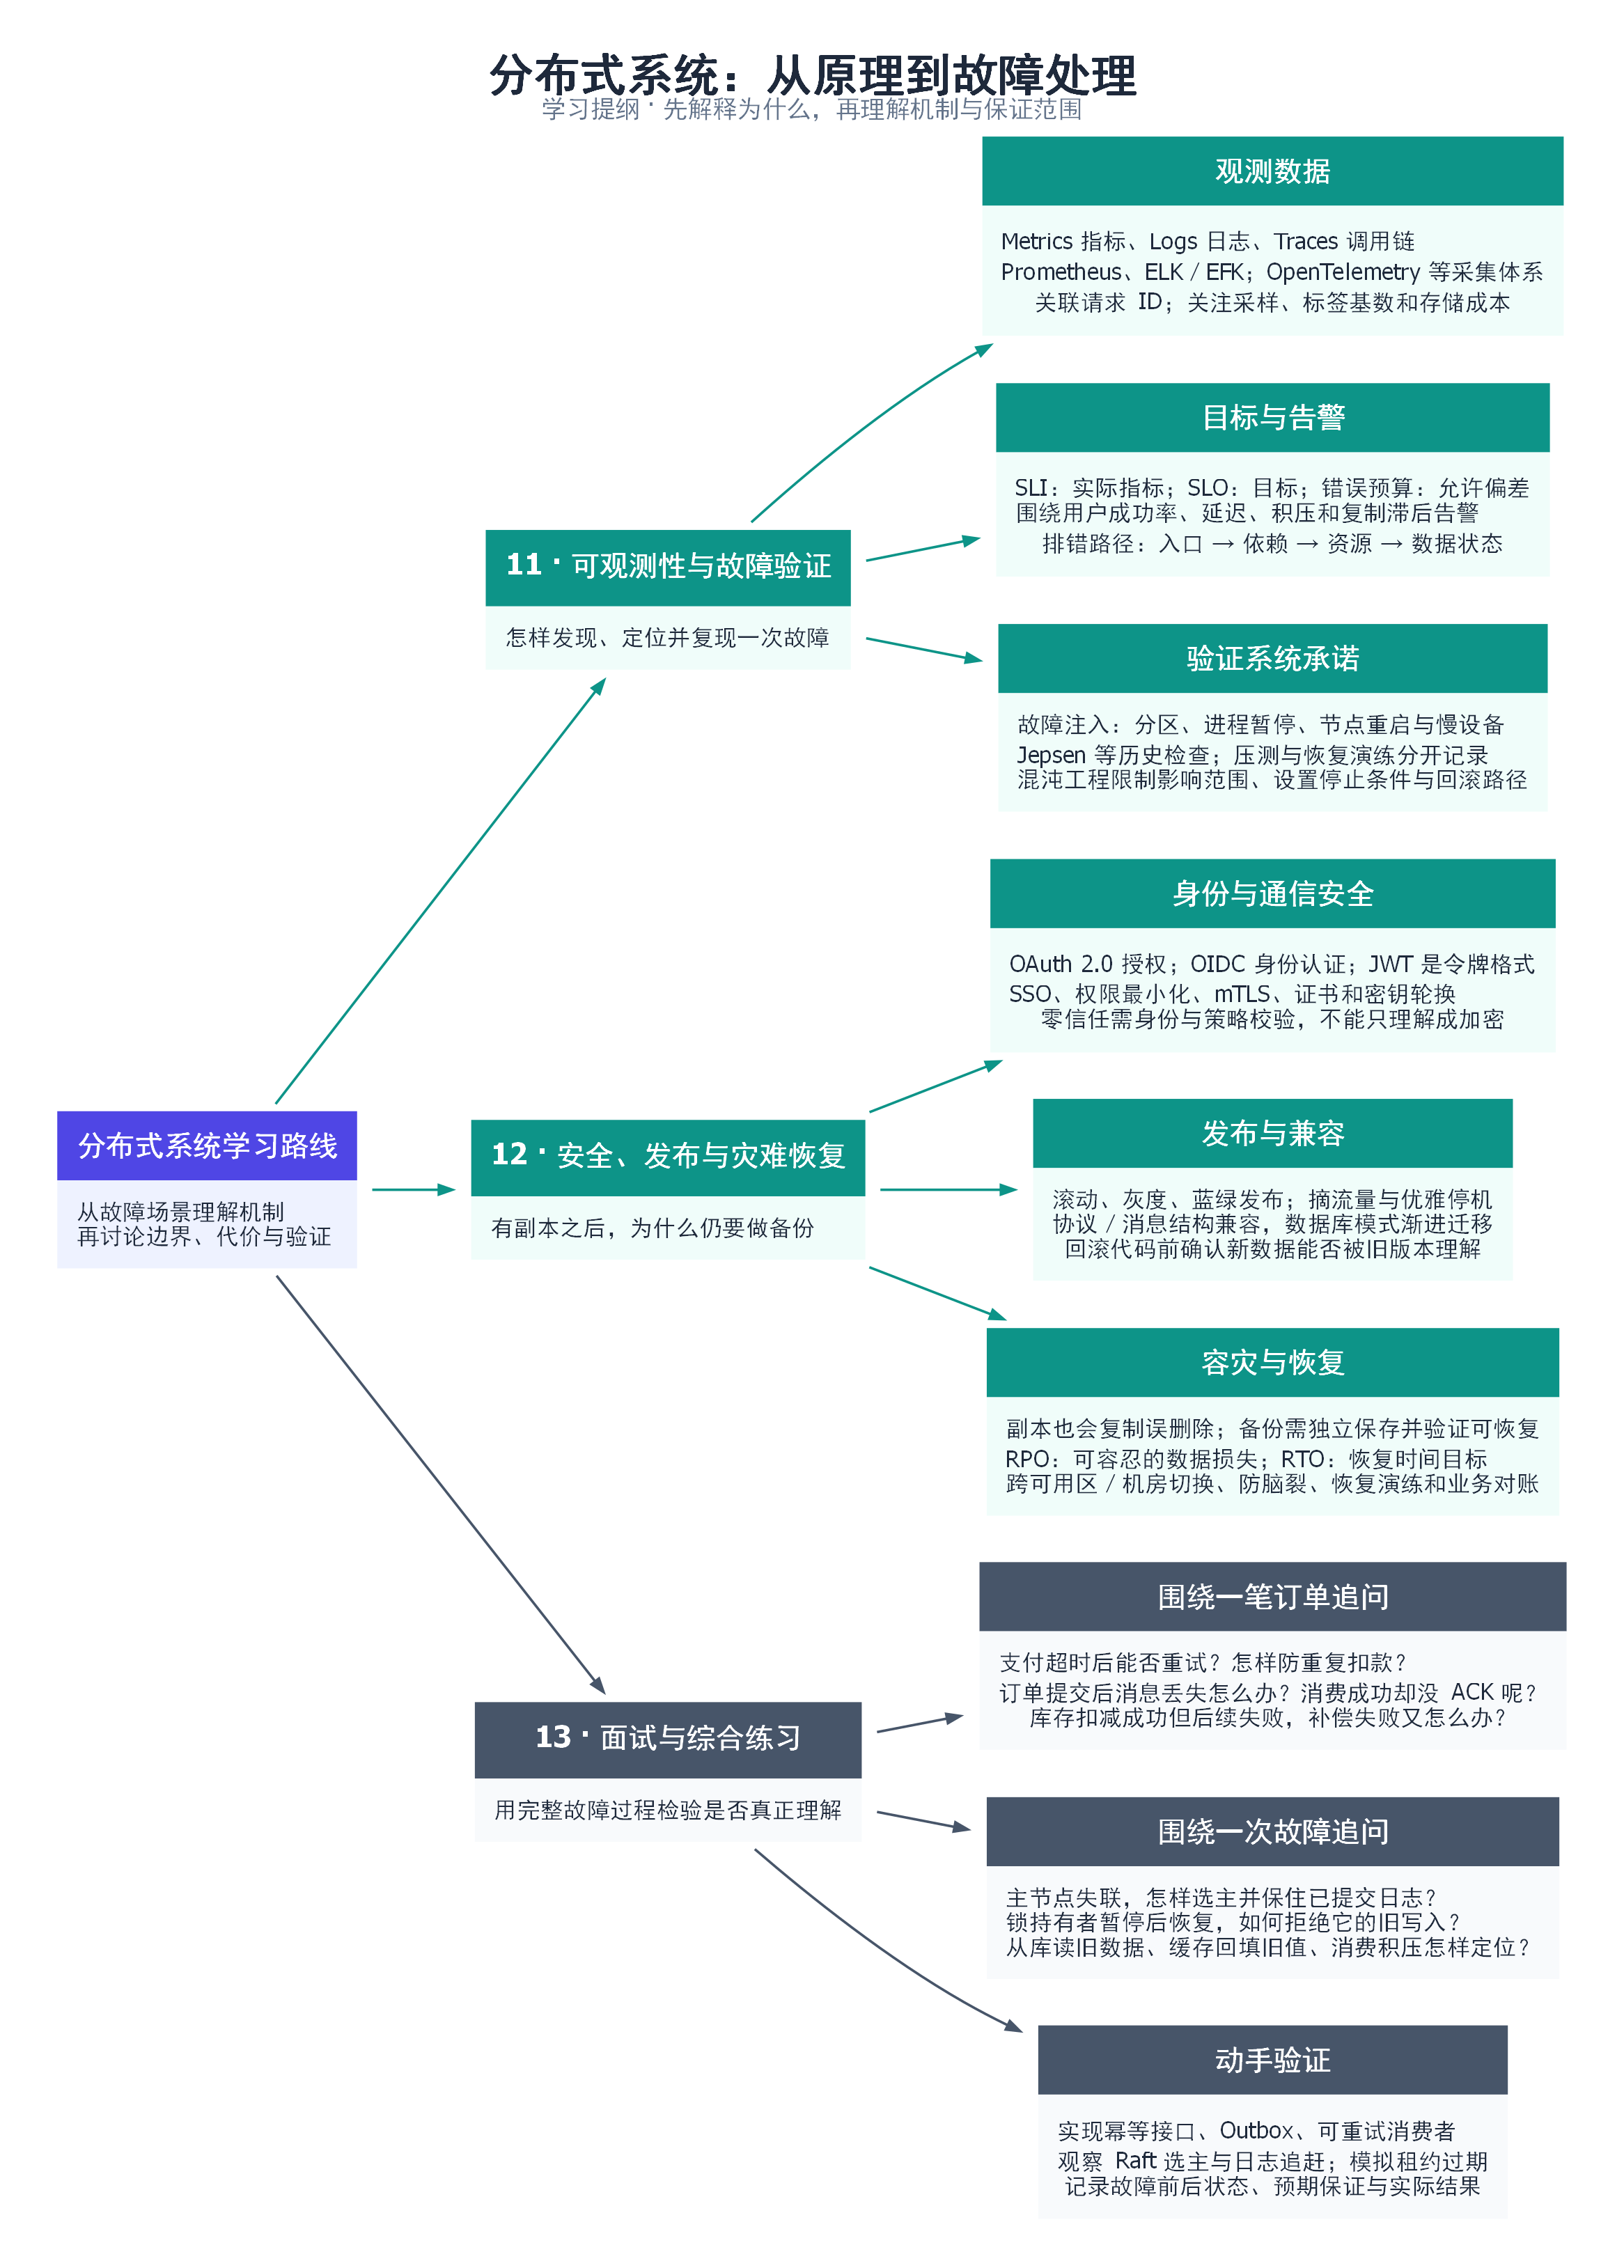 分布式系统：从原理到故障处理
学习提纲 · 先解释为什么，再理解机制与保证范围
观测数据
Metrics 指标、Logs 日志、Traces 调用链
Prometheus、ELK / EFK；OpenTelemetry 等采集体系
关联请求 ID；关注采样、标签基数和存储成本
目标与告警
SLI：实际指标；SLO：目标；错误预算：允许偏差
围绕用户成功率、延迟、积压和复制滞后告警
排错路径：入口 → 依赖 → 资源 → 数据状态
11 · 可观测性与故障验证
怎样发现、定位并复现一次故障
验证系统承诺
故障注入：分区、进程暂停、节点重启与慢设备
Jepsen 等历史检查；压测与恢复演练分开记录
混沌工程限制影响范围、设置停止条件与回滚路径
身份与通信安全
OAuth 2.0 授权；OIDC 身份认证；JWT 是令牌格式
SSO、权限最小化、mTLS、证书和密钥轮换
零信任需身份与策略校验，不能只理解成加密
分布式系统学习路线
从故障场景理解机制
再讨论边界、代价与验证
12 · 安全、发布与灾难恢复
有副本之后，为什么仍要做备份
发布与兼容
滚动、灰度、蓝绿发布；摘流量与优雅停机
协议 / 消息结构兼容，数据库模式渐进迁移
回滚代码前确认新数据能否被旧版本理解
容灾与恢复
副本也会复制误删除；备份需独立保存并验证可恢复
RPO：可容忍的数据损失；RTO：恢复时间目标
跨可用区 / 机房切换、防脑裂、恢复演练和业务对账
围绕一笔订单追问
支付超时后能否重试？怎样防重复扣款？
订单提交后消息丢失怎么办？消费成功却没 ACK 呢？
库存扣减成功但后续失败，补偿失败又怎么办？
13 · 面试与综合练习
用完整故障过程检验是否真正理解
围绕一次故障追问
主节点失联，怎样选主并保住已提交日志？
锁持有者暂停后恢复，如何拒绝它的旧写入？
从库读旧数据、缓存回填旧值、消费积压怎样定位？
动手验证
实现幂等接口、Outbox、可重试消费者
观察 Raft 选主与日志追赶；模拟租约过期
记录故障前后状态、预期保证与实际结果